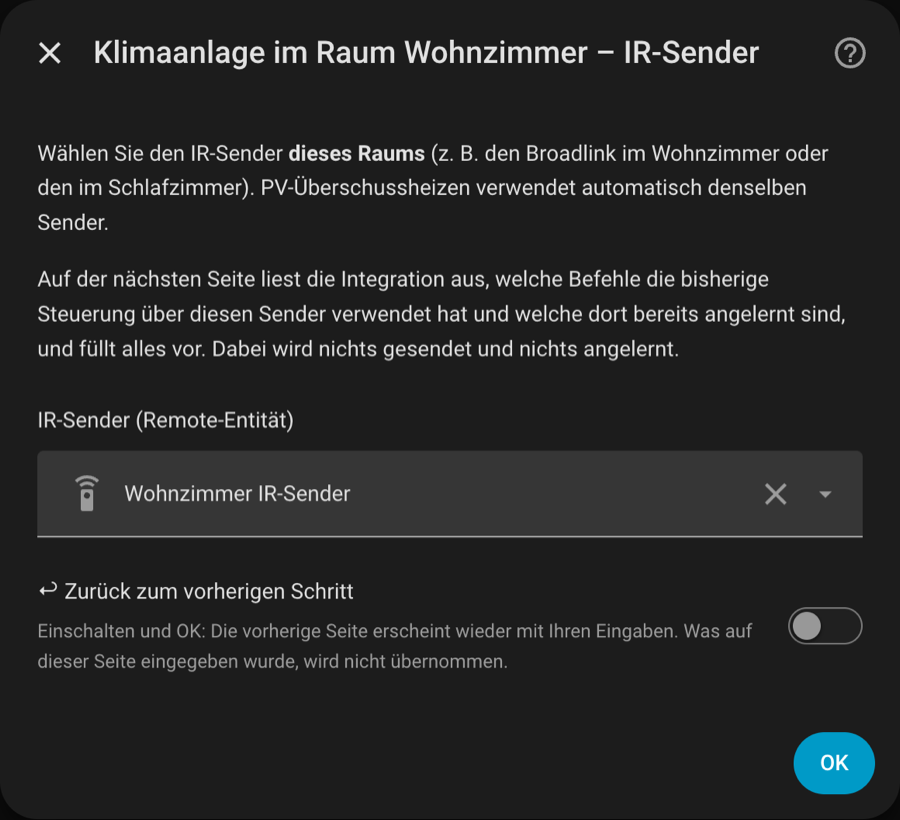 Klimaanlage im Raum Wohnzimmer – IR-Sender
Wählen Sie den IR-Sender dieses Raums (z. B. den Broadlink im Wohnzimmer oder
den im Schlafzimmer). PV-Überschussheizen verwendet automatisch denselben
Sender.
Auf der nächsten Seite liest die Integration aus, welche Befehle die bisherige
Steuerung über diesen Sender verwendet hat und welche dort bereits angelernt sind,
und füllt alles vor. Dabei wird nichts gesendet und nichts angelernt.
IR-Sender (Remote-Entität)
Wohnzimmer IR-Sender
↩ Zurück zum vorherigen Schritt
Einschalten und OK: Die vorherige Seite erscheint wieder mit Ihren Eingaben. Was auf
dieser Seite eingegeben wurde, wird nicht übernommen.
OK